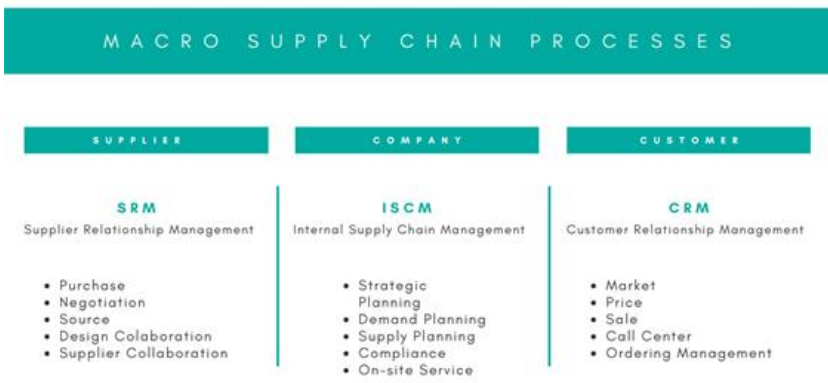 MACRO SUPPLY CHAIN PROCESSES
SUPPLIER
COMPANY
CUSTOMER
SRM
Supplier Relationship Management
• Purchase
• Negotiation
• Source
• Design Colaboration
• Supplier Collaboration
ISCM
Internal Supply Chain Management
• Strategic
Planning
• Demand Planning
• Supply Planning
• Compliance
• On-site Service
CRM
Customer Relationship Management
• Market
• Price
• Sale
• Call Center
• Ordering Management